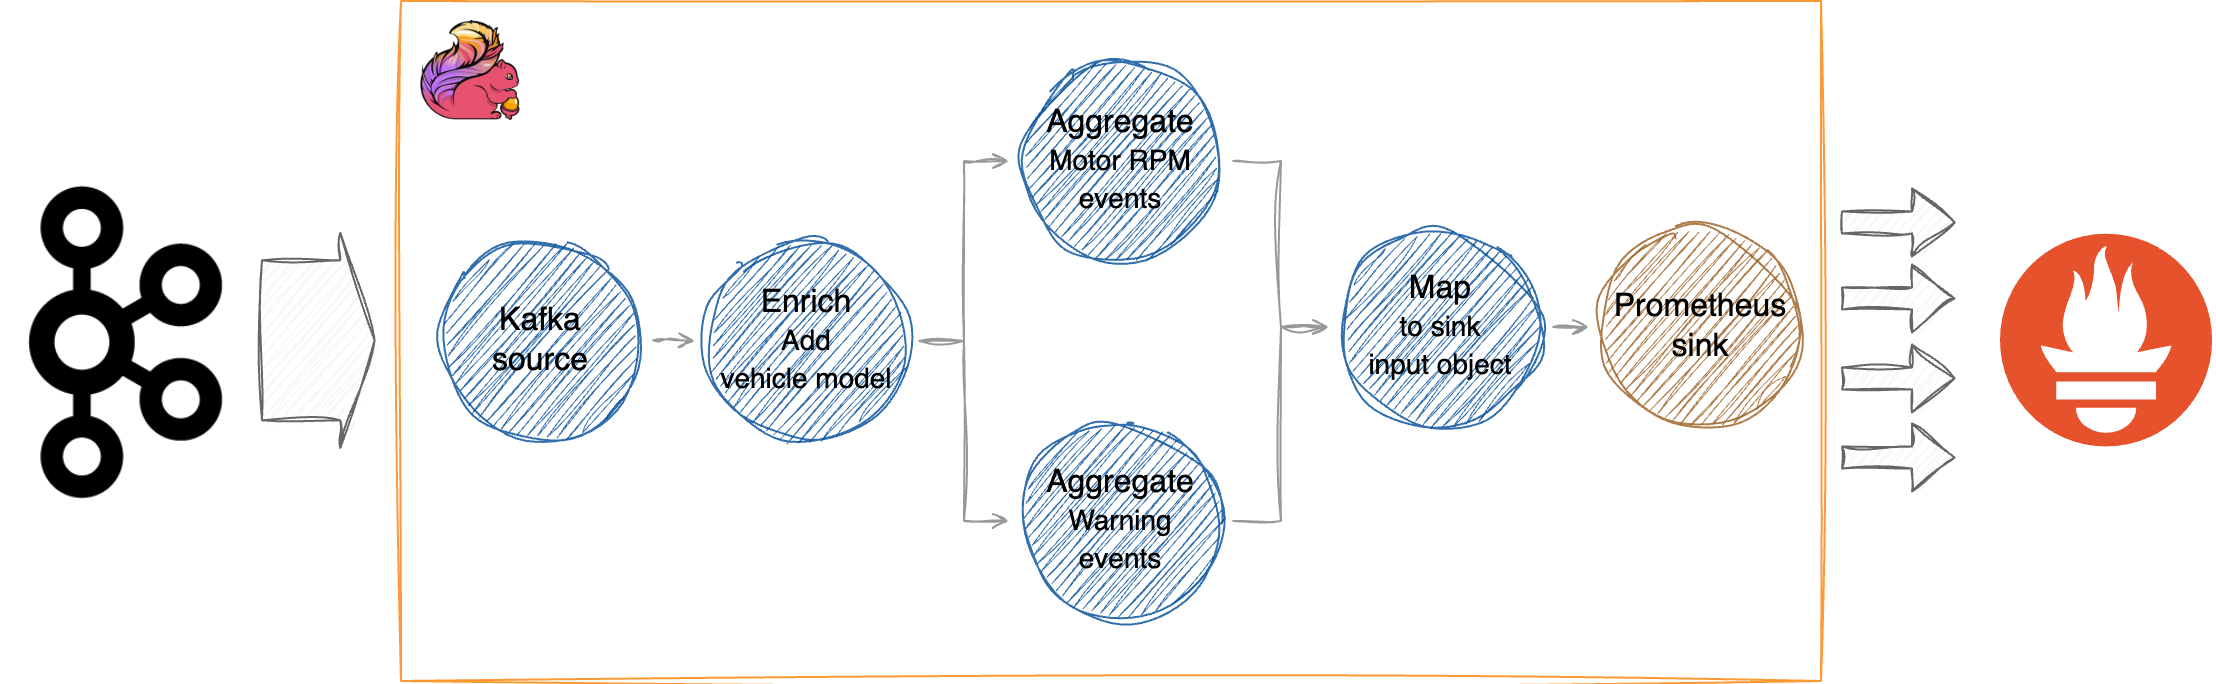 Kafka
source
Enrich
Add
vehicle model
Aggregate
Motor RPM
events
Aggregate
Warning
events
Map
to sink
input object
Prometheus
sink